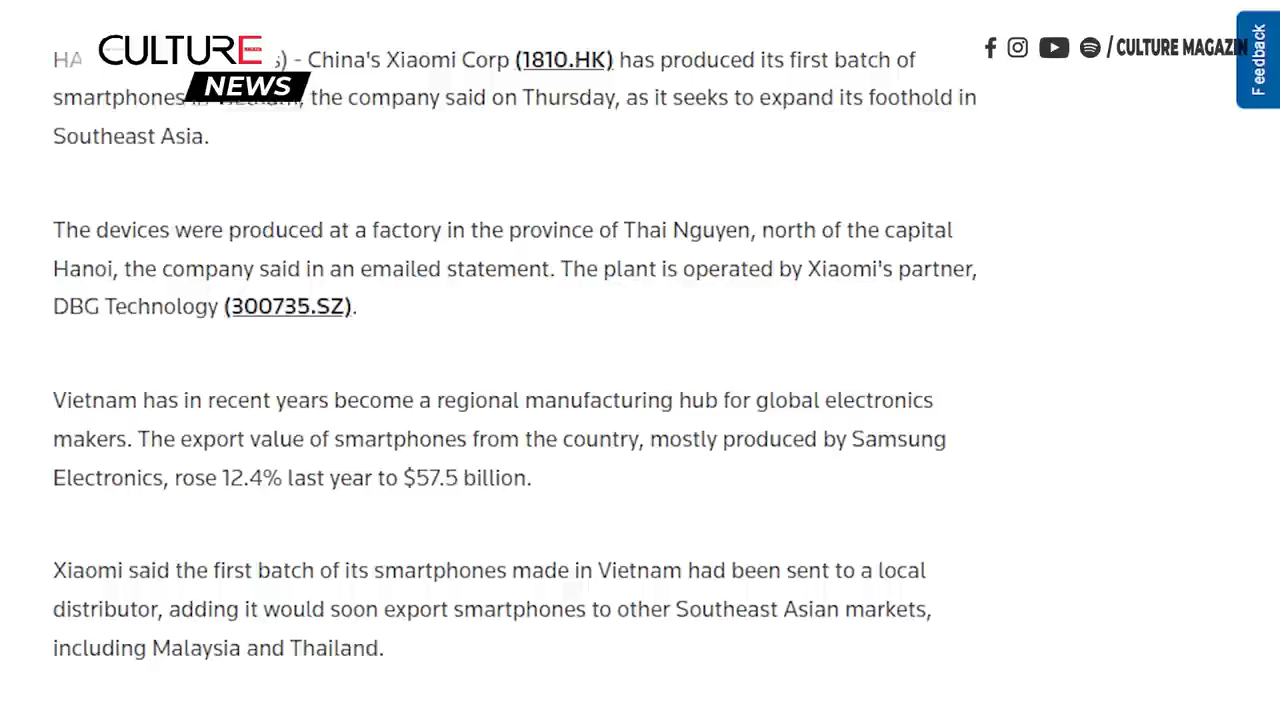 CULTURE
NEWS
/CULTURE MAGAZIN
Feedback
HA s) - China's Xiaomi Corp (1810.HK) has produced its first batch of
smartphones in Vietnam, the company said on Thursday, as it seeks to expand its foothold in
Southeast Asia.
The devices were produced at a factory in the province of Thai Nguyen, north of the capital
Hanoi, the company said in an emailed statement. The plant is operated by Xiaomi's partner,
DBG Technology (300735.SZ).
Vietnam has in recent years become a regional manufacturing hub for global electronics
makers. The export value of smartphones from the country, mostly produced by Samsung
Electronics, rose 12.4% last year to $57.5 billion.
Xiaomi said the first batch of its smartphones made in Vietnam had been sent to a local
distributor, adding it would soon export smartphones to other Southeast Asian markets,
including Malaysia and Thailand.